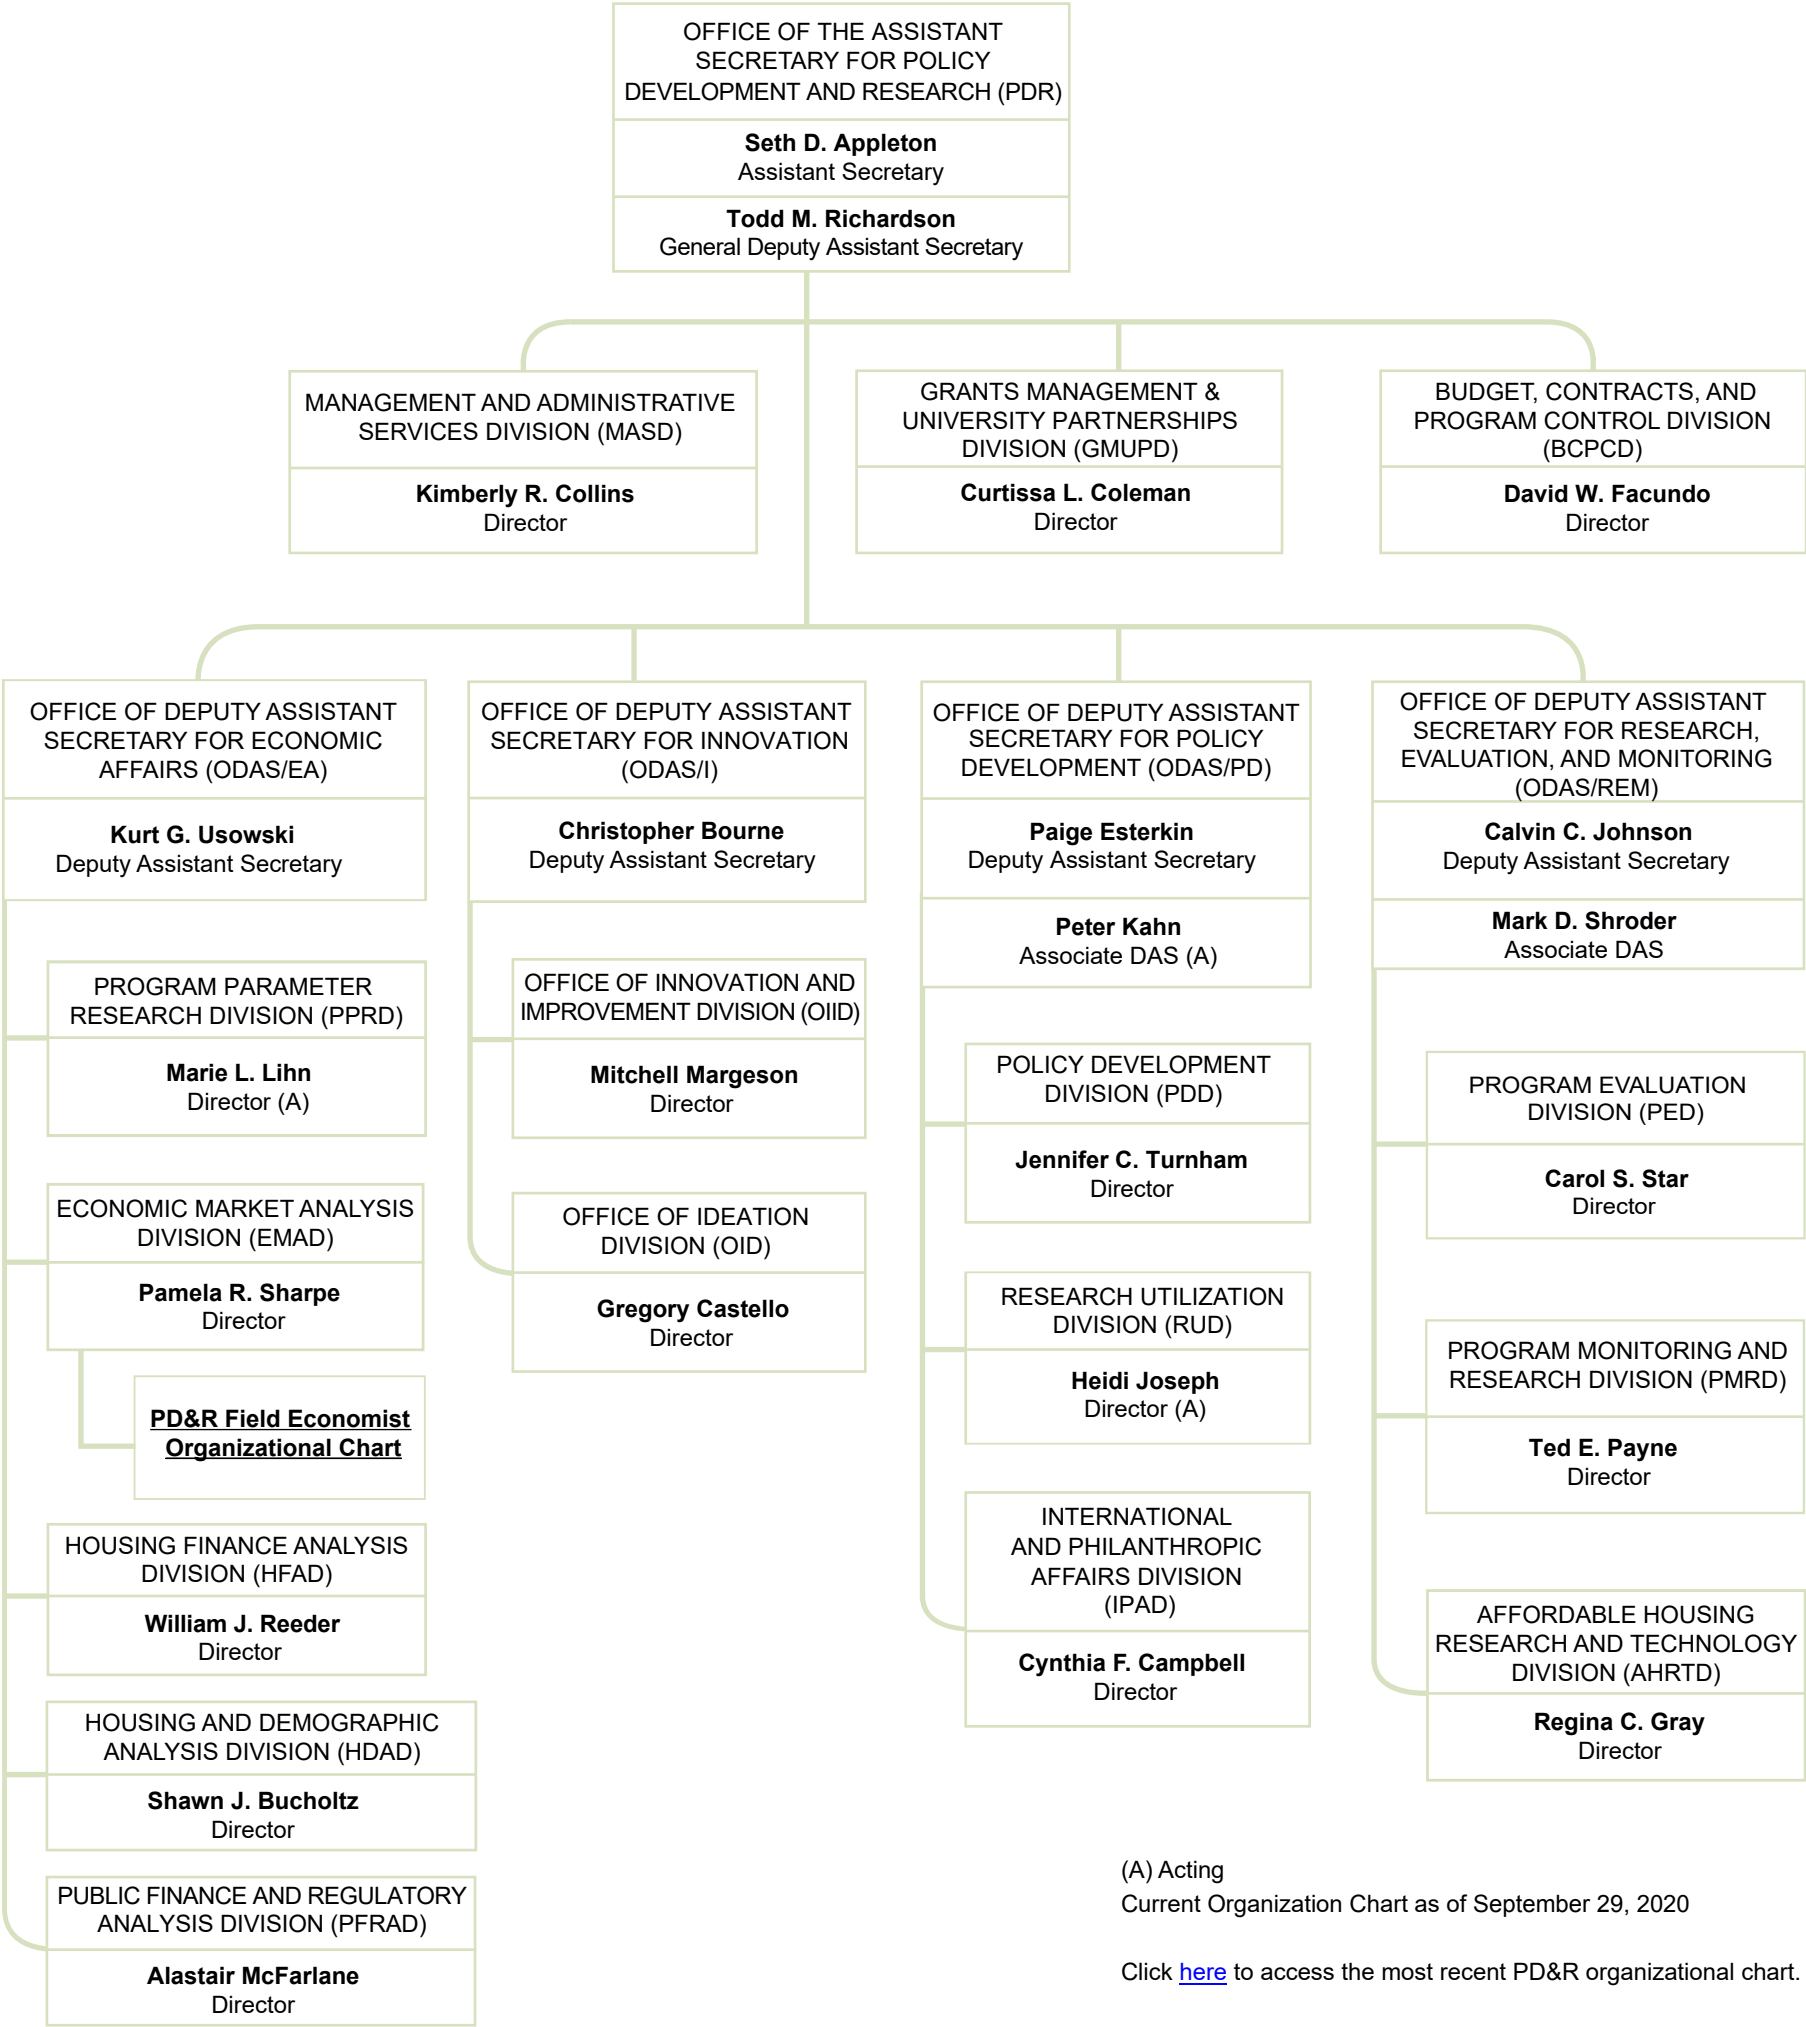 OFFICE OF THE ASSISTANT
SECRETARY FOR POLICY
DEVELOPMENT AND RESEARCH (PDR)
Seth D. Appleton
Assistant Secretary
Todd M. Richardson
General Deputy Assistant Secretary
MANAGEMENT AND ADMINISTRATIVE
SERVICES DIVISION (MASD)
Kimberly R. Collins
Director
GRANTS MANAGEMENT &
UNIVERSITY PARTNERSHIPS
DIVISION (GMUPD)
Curtissa L. Coleman
Director
BUDGET, CONTRACTS, AND
PROGRAM CONTROL DIVISION
(BCPCD)
David W. Facundo
Director
OFFICE OF DEPUTY ASSISTANT
SECRETARY FOR ECONOMIC
AFFAIRS (ODAS/EA)
Kurt G. Usowski
Deputy Assistant Secretary
PROGRAM PARAMETER
RESEARCH DIVISION (PPRD)
Marie L. Lihn
Director (A)
ECONOMIC MARKET ANALYSIS
DIVISION (EMAD)
Pamela R. Sharpe
Director
PD&R Field Economist
Organizational Chart
HOUSING FINANCE ANALYSIS
DIVISION (HFAD)
William J. Reeder
Director
HOUSING AND DEMOGRAPHIC
ANALYSIS DIVISION (HDAD)
Shawn J. Bucholtz
Director
PUBLIC FINANCE AND REGULATORY
ANALYSIS DIVISION (PFRAD)
Alastair McFarlane
Director
OFFICE OF DEPUTY ASSISTANT
SECRETARY FOR INNOVATION
(ODAS/I)
Christopher Bourne
Deputy Assistant Secretary
OFFICE OF INNOVATION AND
IMPROVEMENT DIVISION (OIID)
Mitchell Margeson
Director
OFFICE OF IDEATION
DIVISION (OID)
Gregory Castello
Director
OFFICE OF DEPUTY ASSISTANT
SECRETARY FOR POLICY
DEVELOPMENT (ODAS/PD)
Paige Esterkin
Deputy Assistant Secretary
Peter Kahn
Associate DAS (A)
POLICY DEVELOPMENT
DIVISION (PDD)
Jennifer C. Turnham
Director
RESEARCH UTILIZATION
DIVISION (RUD)
Heidi Joseph
Director (A)
INTERNATIONAL
AND PHILANTHROPIC
AFFAIRS DIVISION
(IPAD)
Cynthia F. Campbell
Director
OFFICE OF DEPUTY ASSISTANT
SECRETARY FOR RESEARCH,
EVALUATION, AND MONITORING
(ODAS/REM)
Calvin C. Johnson
Deputy Assistant Secretary
Mark D. Shroder
Associate DAS
PROGRAM EVALUATION
DIVISION (PED)
Carol S. Star
Director
PROGRAM MONITORING AND
RESEARCH DIVISION (PMRD)
Ted E. Payne
Director
AFFORDABLE HOUSING
RESEARCH AND TECHNOLOGY
DIVISION (AHRTD)
Regina C. Gray
Director
(A) Acting
Current Organization Chart as of September 29, 2020
Click here to access the most recent PD&R organizational chart.